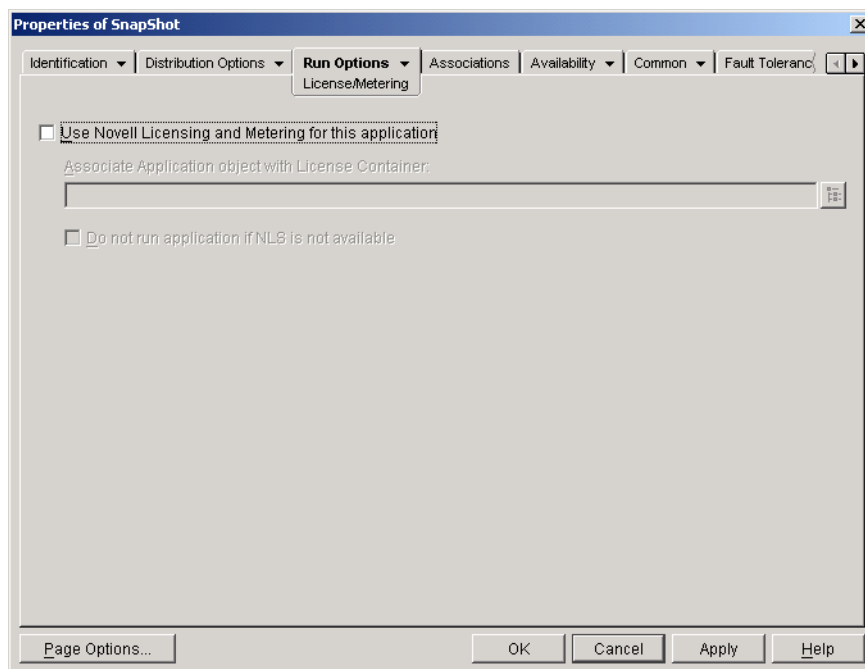 Properties of SnapShot
Identification
Distribution Options
Run Options
Associations
Availability
Common
Fault Toleranc
License/Metering
Use Novell Licensing and Metering for this application
Associate Application object with License Container:
Do not run application if NLS is not available
Page Options...
OK
Cancel
Apply
Help